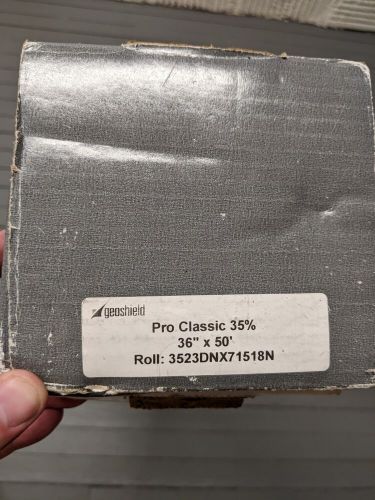 geoshield
Pro Classic 35%
36" x 50'
Roll: 3523DNX71518N